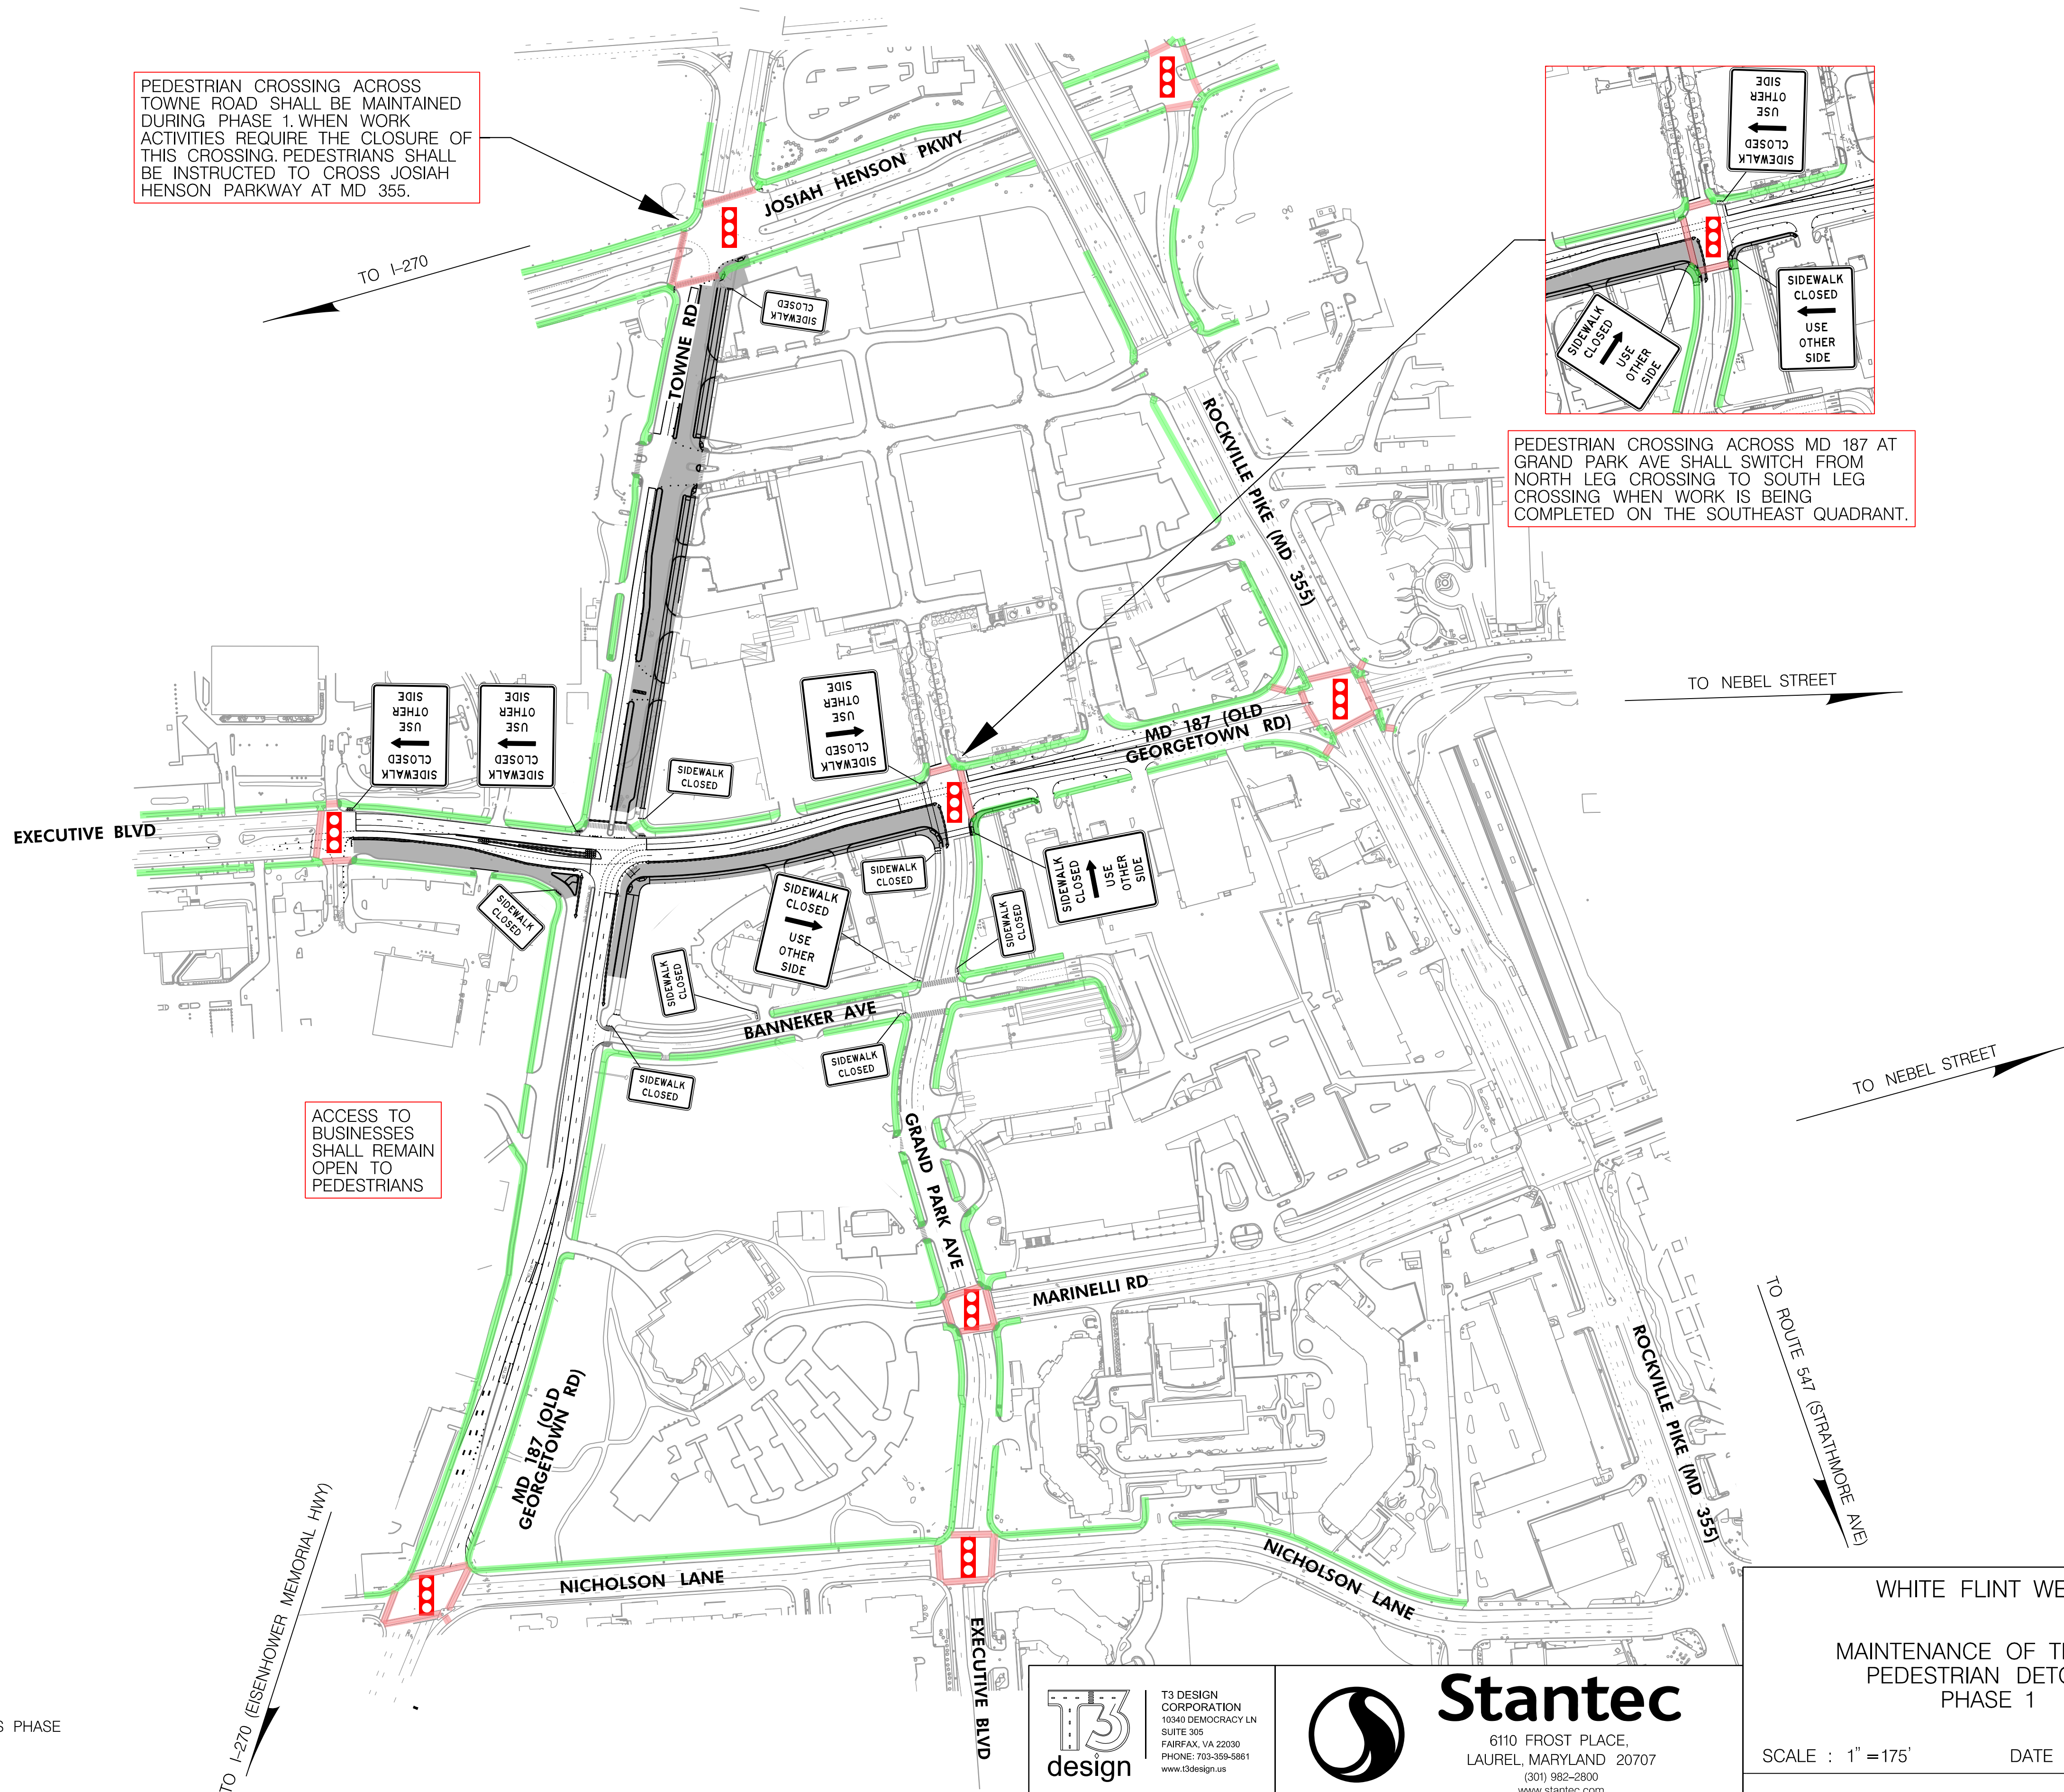 PEDESTRIAN CROSSING ACROSS
TOWNE ROAD SHALL BE MAINTAINED
DURING PHASE 1. WHEN WORK
ACTIVITIES REQUIRE THE CLOSURE OF
THIS CROSSING. PEDESTRIANS SHALL
BE INSTRUCTED TO CROSS JOSIAH
HENSON PARKWAY AT MD 355.
TO I-270
JOSIAH HENSON PKWY
SIDEWALK
CLOSED
TOWNE RD
SIDEWALK
CLOSED
USE
OTHER
SIDE
SIDEWALK
CLOSED
USE
OTHER
SIDE
SIDEWALK
CLOSED
USE
OTHER
SIDE
PEDESTRIAN CROSSING ACROSS MD 187 AT
GRAND PARK AVE SHALL SWITCH FROM
NORTH LEG CROSSING TO SOUTH LEG
CROSSING WHEN WORK IS BEING
COMPLETED ON THE SOUTHEAST QUADRANT.
ROCKVILLE PIKE (MD 355)
TO NEBEL STREET
SIDEWALK
CLOSED
USE
OTHER
SIDE
SIDEWALK
CLOSED
USE
OTHER
SIDE
SIDEWALK
CLOSED
SIDEWALK
CLOSED
USE
OTHER
SIDE
MD 187 (OLD
GEORGETOWN RD)
EXECUTIVE BLVD
SIDEWALK
CLOSED
SIDEWALK
CLOSED
USE
OTHER
SIDE
SIDEWALK
CLOSED
SIDEWALK
CLOSED
USE
OTHER
SIDE
SIDEWALK
CLOSED
SIDEWALK
CLOSED
BANNEKER AVE
SIDEWALK
CLOSED
SIDEWALK
CLOSED
TO NEBEL STREET
ACCESS TO
BUSINESSES
SHALL REMAIN
OPEN TO
PEDESTRIANS
GRAND PARK AVE
MARINELLI RD
TO ROUTE 547 (STRATHMORE AVE)
ROCKVILLE PIKE (MD 355)
MD 187 (OLD
GEORGETOWN RD)
NICHOLSON LANE
NICHOLSON LANE
EXECUTIVE BLVD
TO I-270 (EISENHOWER MEMORIAL HWY)
S PHASE
T3
design
T3 DESIGN
CORPORATION
10340 DEMOCRACY LN
SUITE 305
FAIRFAX, VA 22030
PHONE: 703-359-5861
www.t3design.us
Stantec
6110 FROST PLACE,
LAUREL, MARYLAND 20707
(301) 982-2800
www.stantec.com
WHITE FLINT WE
MAINTENANCE OF T
PEDESTRIAN DETO
PHASE 1
SCALE : 1" = 175'
DATE